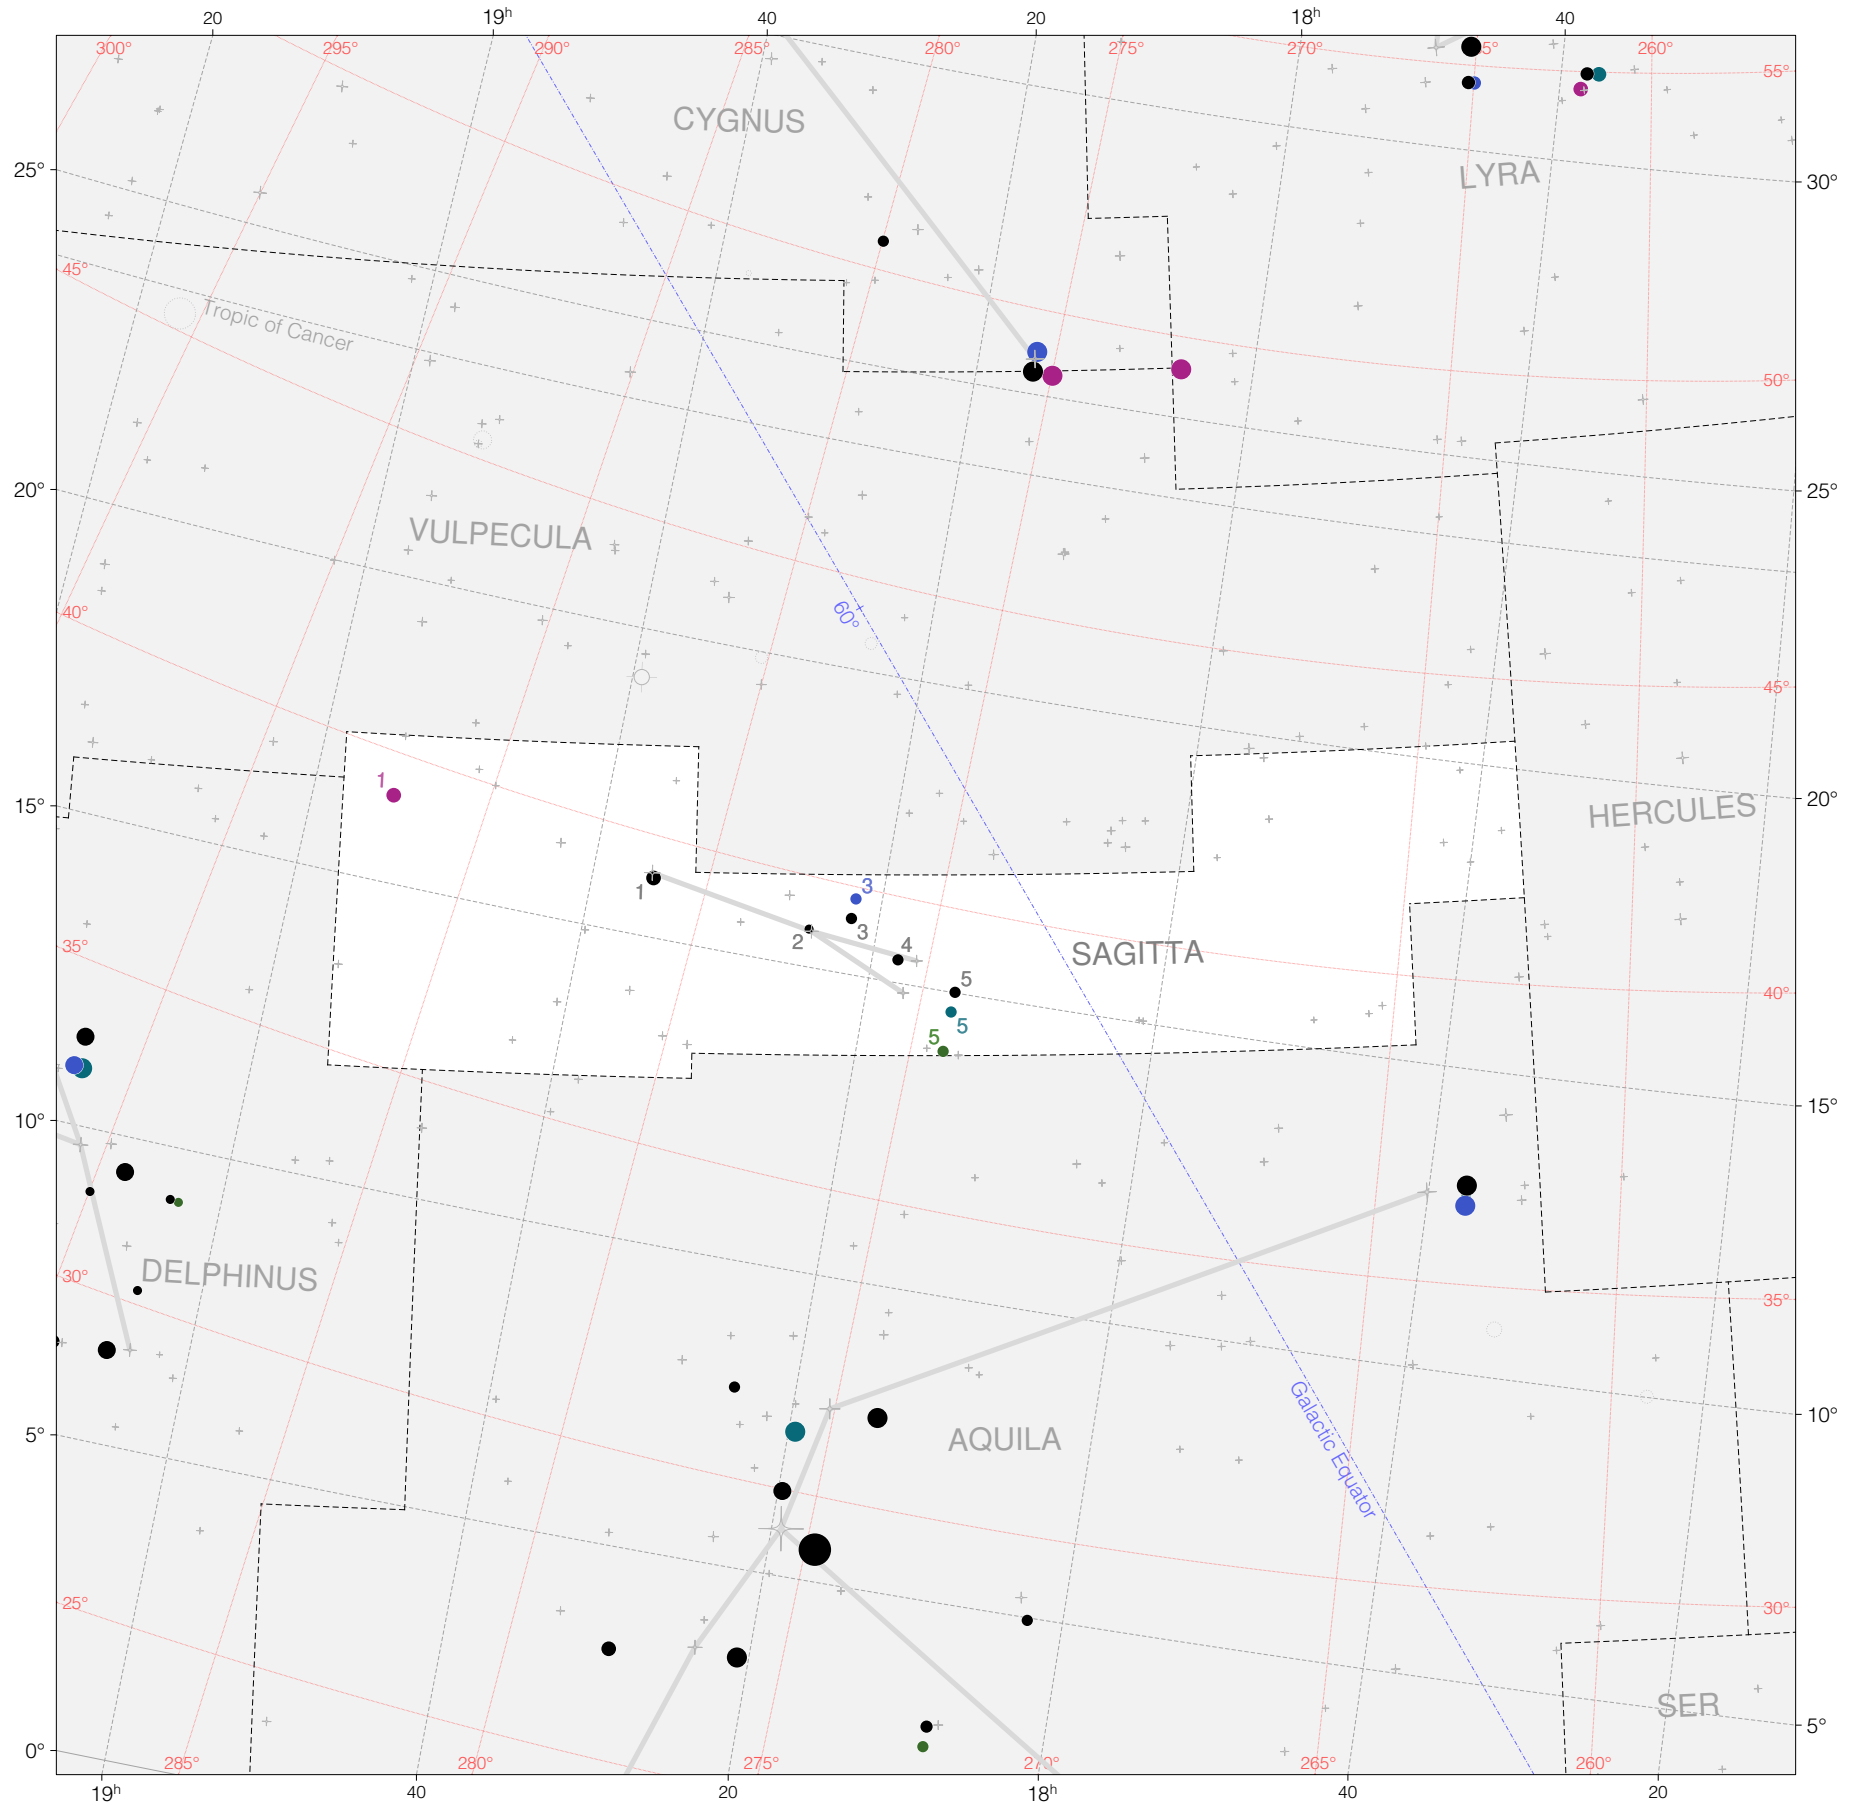 20 19h 40 20 18h 40
300° 295° 290° 285° 280° 275° 265° 260°
55°
CYGNUS
25°
LYRA
30°
45°
Tropic of Cancer
50°
20°
25°
VULPECULA
60°
40°
45°
1
15°
20°
HERCULES
3
1
3
2
4
SAGITTA
35°
5
40°
5
5
10°
15°
DELPHINUS
30°
35°
Galactic Equator
5°
AQUILA
10°
25°
30°
SER
5°
0°
285° 280° 275° 270° 265° 260°
19h 40 20 18h 40 20